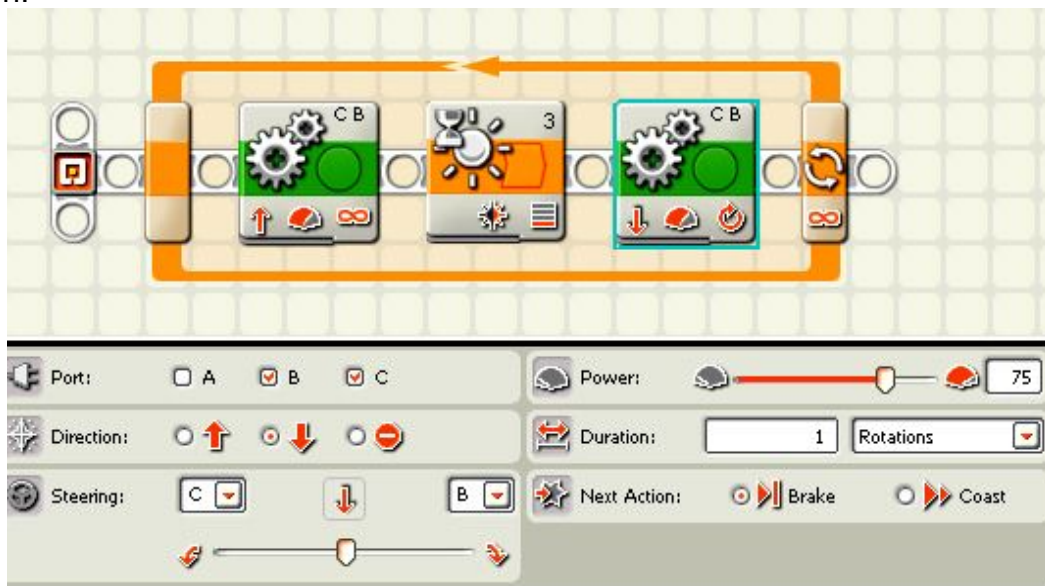 C B
3
C B
Port:
A
B
C
Power:
75
Direction:
Duration:
1
Rotations
Steering:
C
B
Next Action:
Brake
Coast